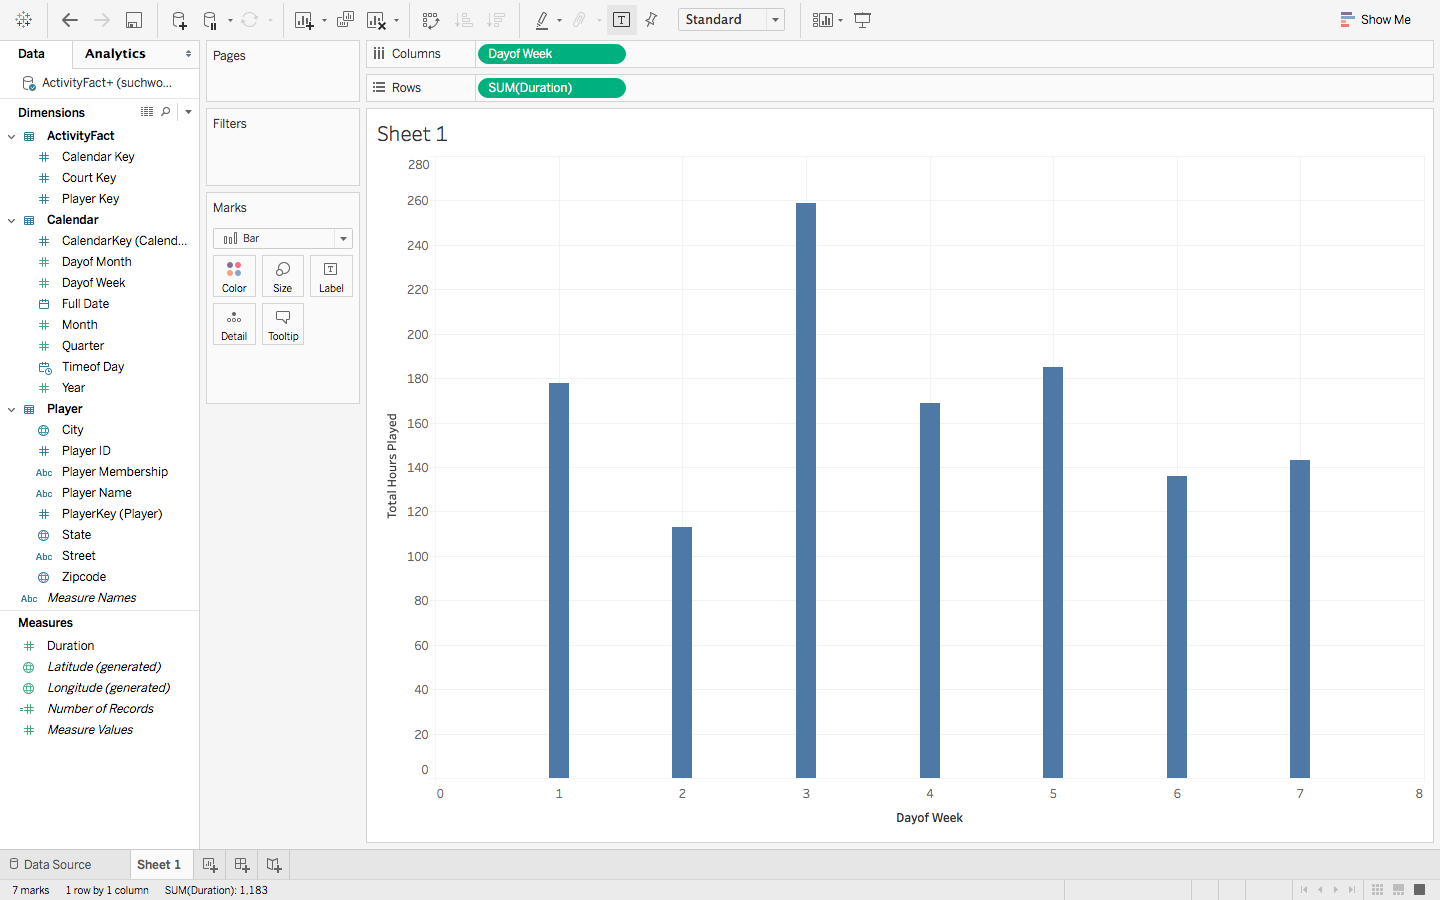 Standard
Show Me
Data
Analytics
ActivityFact+ (suchwo...
Dimensions
ActivityFact
Calendar Key
Court Key
Player Key
Calendar
CalendarKey (Calend...
Dayof Month
Dayof Week
Full Date
Month
Quarter
Timeof Day
Year
Player
City
Player ID
Abc Player Membership
Abc Player Name
PlayerKey (Player)
State
Abc Street
Zipcode
Abc Measure Names
Measures
Duration
Latitude (generated)
Longitude (generated)
=# Number of Records
Measure Values
Pages
Filters
Marks
Bar
Color
Size
Label
Detail
Tooltip
Columns
Dayof Week
Rows
SUM(Duration)
Sheet 1
280
260
240
220
200
180
160
140
120
100
80
60
40
20
0
Total Hours Played
0 1 2 3 4 5 6 7 8
Dayof Week
Data Source
Sheet 1
7 marks 1 row by 1 column SUM(Duration): 1,183